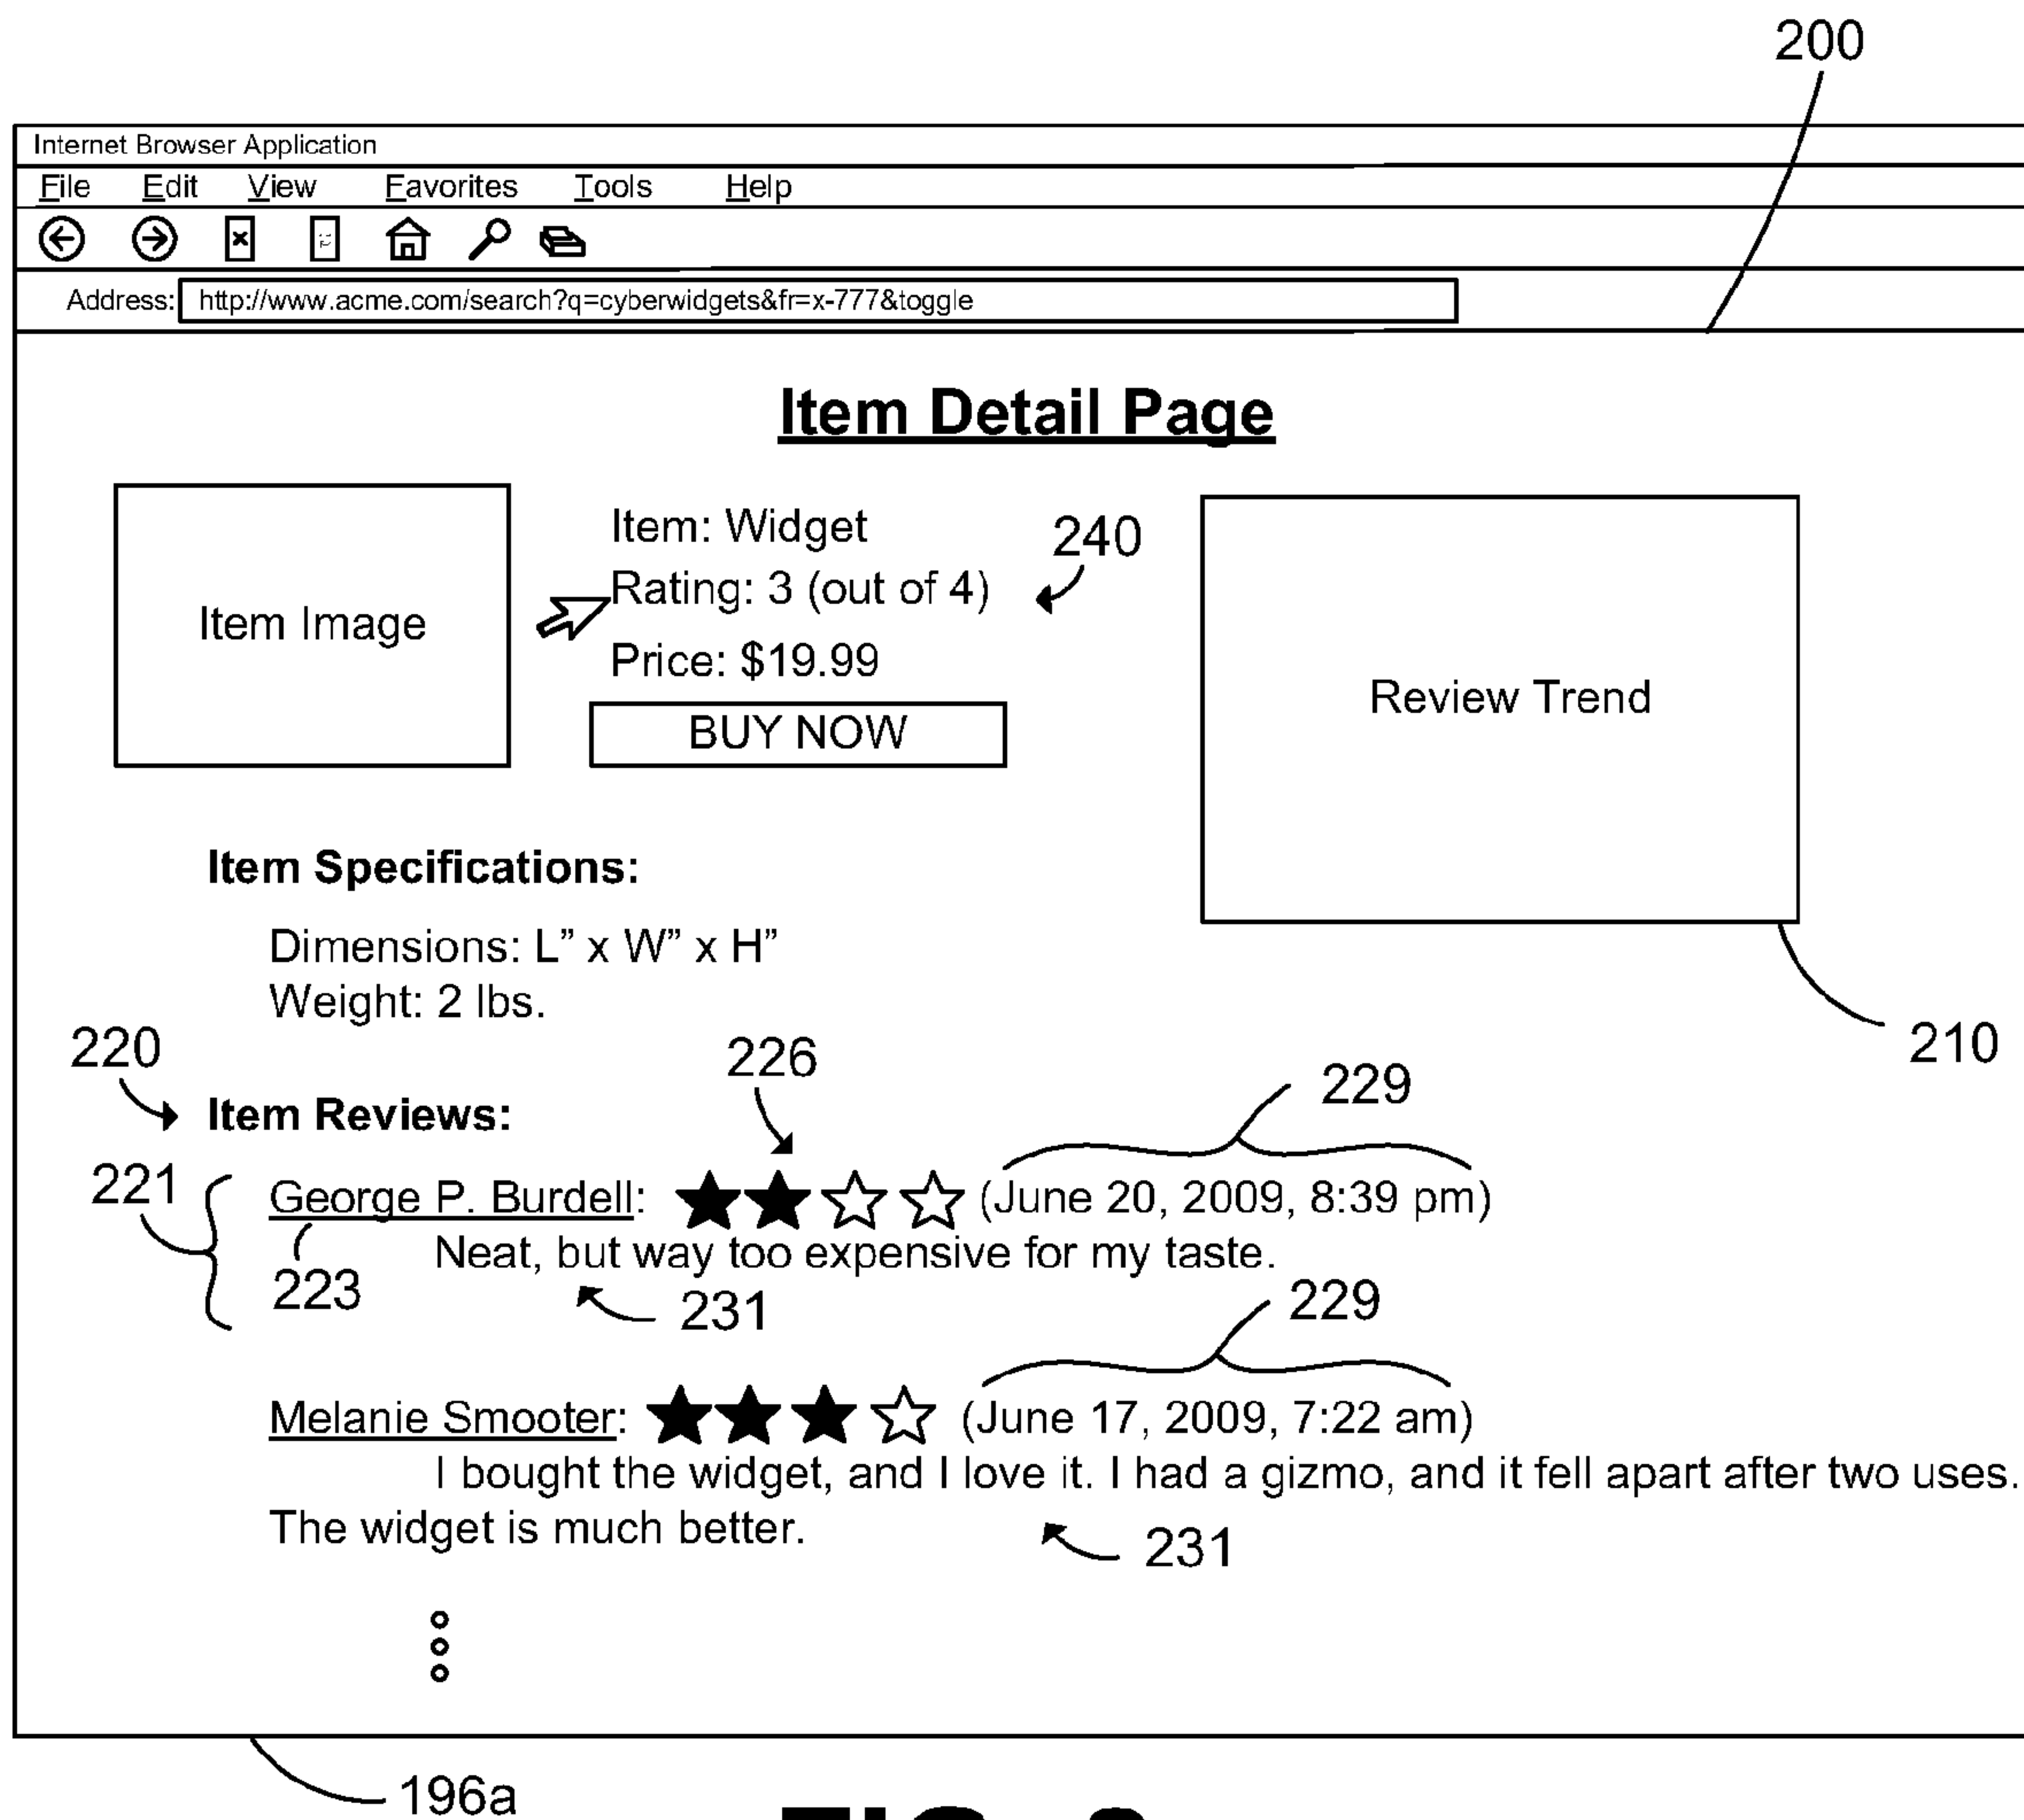 200
Internet Browser Application
File Edit View Favorites Tools Help
Address: http://www.acme.com/search?q=cyberwidgets&fr=x-777&toggle
Item Detail Page
Item Image
Item: Widget
Rating: 3 (out of 4)
240
Price: $19.99
BUY NOW
Review Trend
210
Item Specifications:
Dimensions: L” x W” x H”
Weight: 2 lbs.
220
Item Reviews:
226
229
221
George P. Burdell: (June 20, 2009, 8:39 pm)
Neat, but way too expensive for my taste.
223
231
229
Melanie Smooter: (June 17, 2009, 7:22 am)
I bought the widget, and I love it. I had a gizmo, and it fell apart after two uses.
The widget is much better.
231
196a